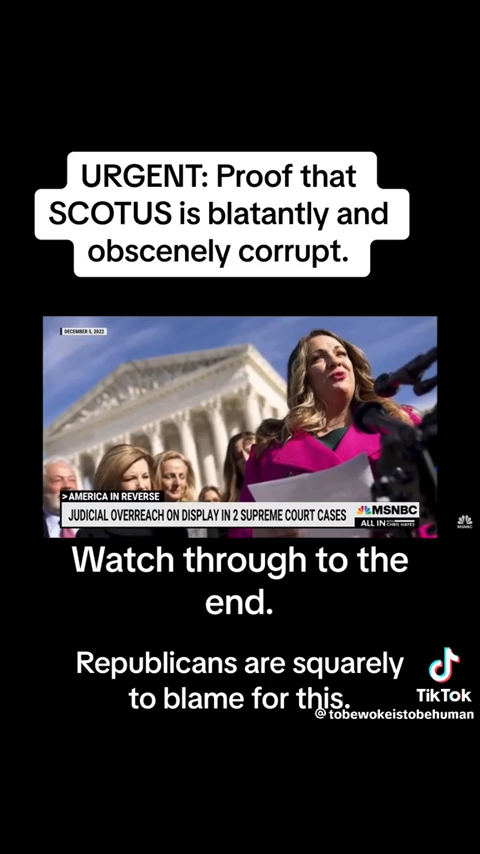 URGENT: Proof that
SCOTUS is blatantly and
obscenely corrupt.
DECEMBER 5, 2022
> AMERICA IN REVERSE
JUDICIAL OVERREACH ON DISPLAY IN 2 SUPREME COURT CASES
MSNBC
ALL IN WITH CHRIS HAYES
MSNBC
Watch through to the
end.
Republicans are squarely
to blame for this.
TikTok
@tobewokeistobehuman